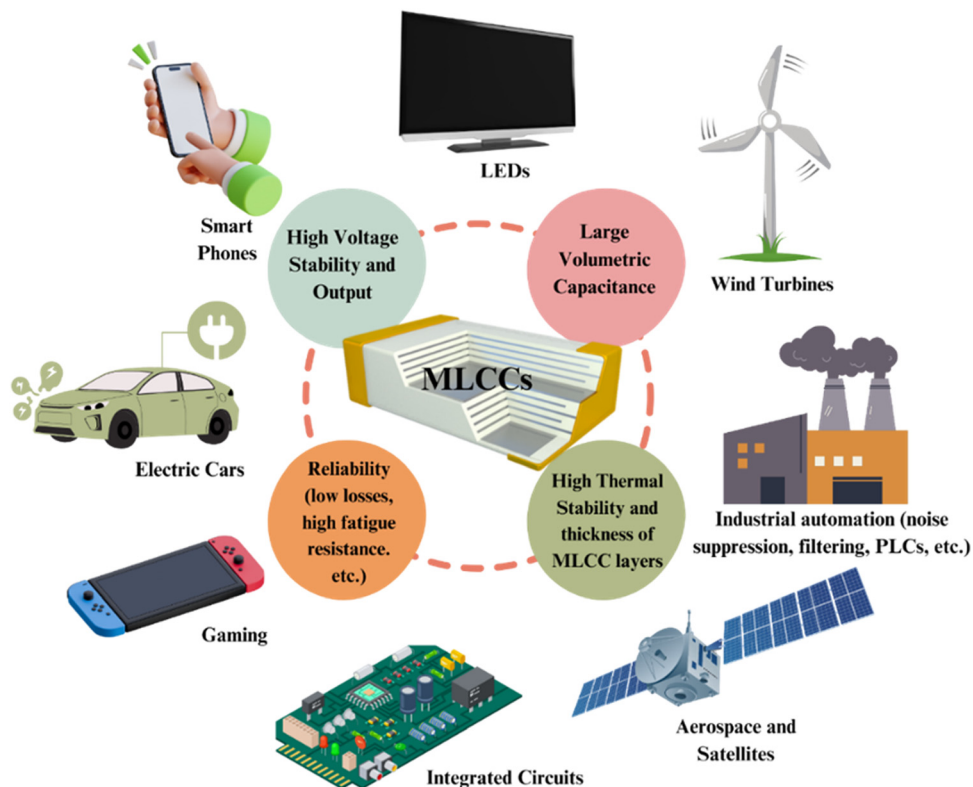 LEDs
Smart
Phones
High Voltage
Stability and
Output
Large
Volumetric
Capacitance
Wind Turbines
MLCCs
Electric Cars
Reliability
(low losses,
high fatigue
resistance.
etc.)
High Thermal
Stability and
thickness of
MLCC layers
Industrial automation (noise
suppression, filtering, PLCs, etc.)
Gaming
Aerospace and
Satellites
Integrated Circuits